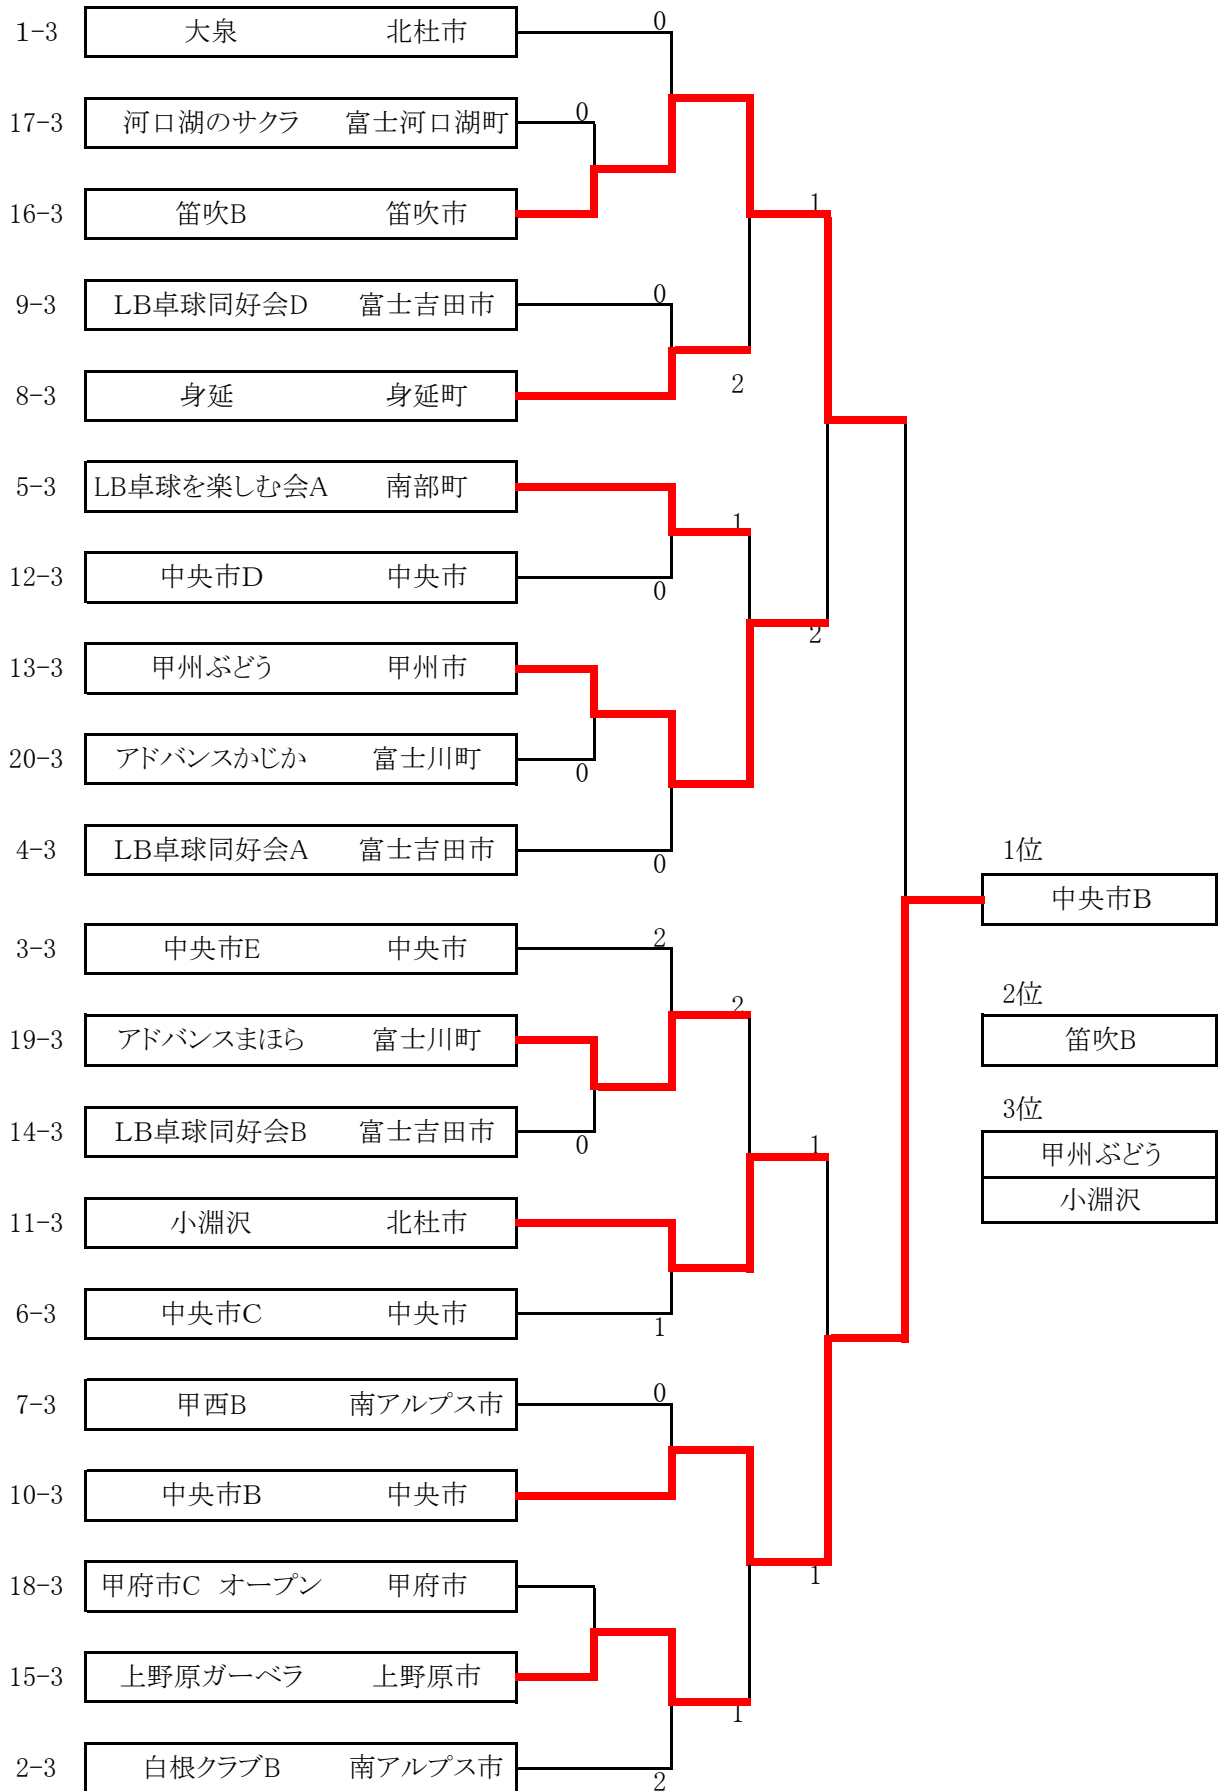 0
1-3 大泉 北杜市
17-3 河口湖のサクラ 富士河口湖町 0
16-3 笛吹B 笛吹市 1
9-3 LB卓球同好会D 富士吉田市 0
8-3 身延 身延町 2
5-3 LB卓球を楽しむ会A 南部町
1
12-3 中央市D 中央市 0
2
13-3 甲州ぶどう 甲州市
20-3 アドバンスかじか 富士川町 0
4-3 LB卓球同好会A 富士吉田市 0
1位
中央市B
3-3 中央市E 中央市 2
2位
2
19-3 アドバンスまほら 富士川町
笛吹B
3位
14-3 LB卓球同好会B 富士吉田市 0 1
甲州ぶどう
小淵沢
11-3 小淵沢 北杜市
6-3 中央市C 中央市 1
7-3 甲西B 南アルプス市 0
10-3 中央市B 中央市
1
18-3 甲府市C オープン 甲府市
15-3 上野原ガーベラ 上野原市
1
2-3 白根クラブB 南アルプス市 2